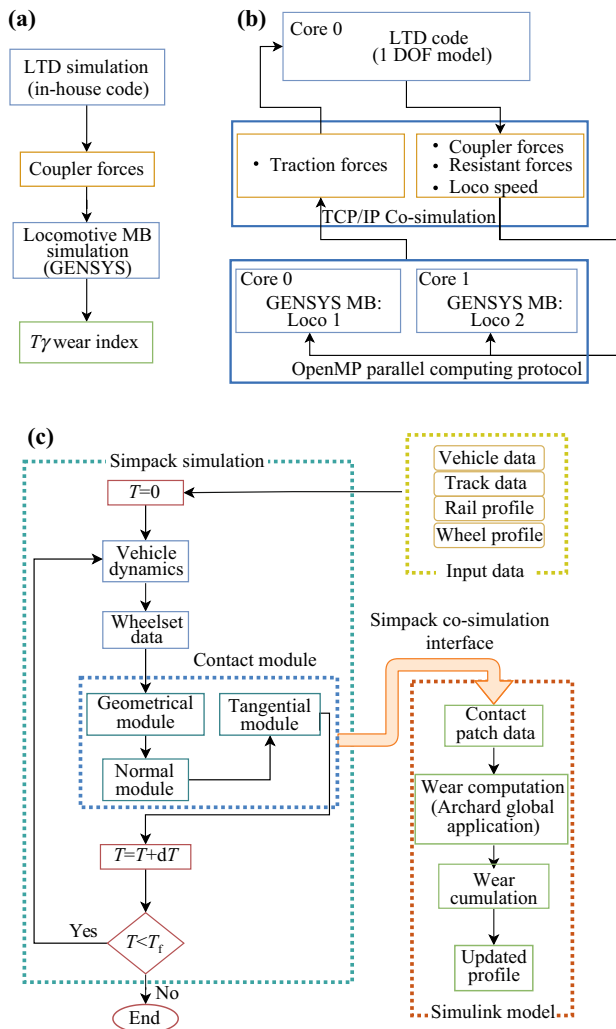 (a)
LTD simulation
(in-house code)
Coupler forces
Locomotive MB
simulation
(GENSYS)
Tγ wear index
(b)
Core 0
LTD code
(1 DOF model)
• Traction forces
• Coupler forces
• Resistant forces
• Loco speed
TCP/IP Co-simulation
Core 0
GENSYS MB:
Loco 1
Core 1
GENSYS MB:
Loco 2
OpenMP parallel computing protocol
(c)
Simpack simulation
T=0
Vehicle
dynamics
Wheelset
data
Contact module
Geometrical
module
Tangential
module
Normal
module
T=T+dT
Yes
T<Tf
No
End
Vehicle data
Track data
Rail profile
Wheel profile
Input data
Simpack co-simulation
interface
Contact
patch data
Wear computation
(Archard global
application)
Wear
cumulation
Updated
profile
Simulink model